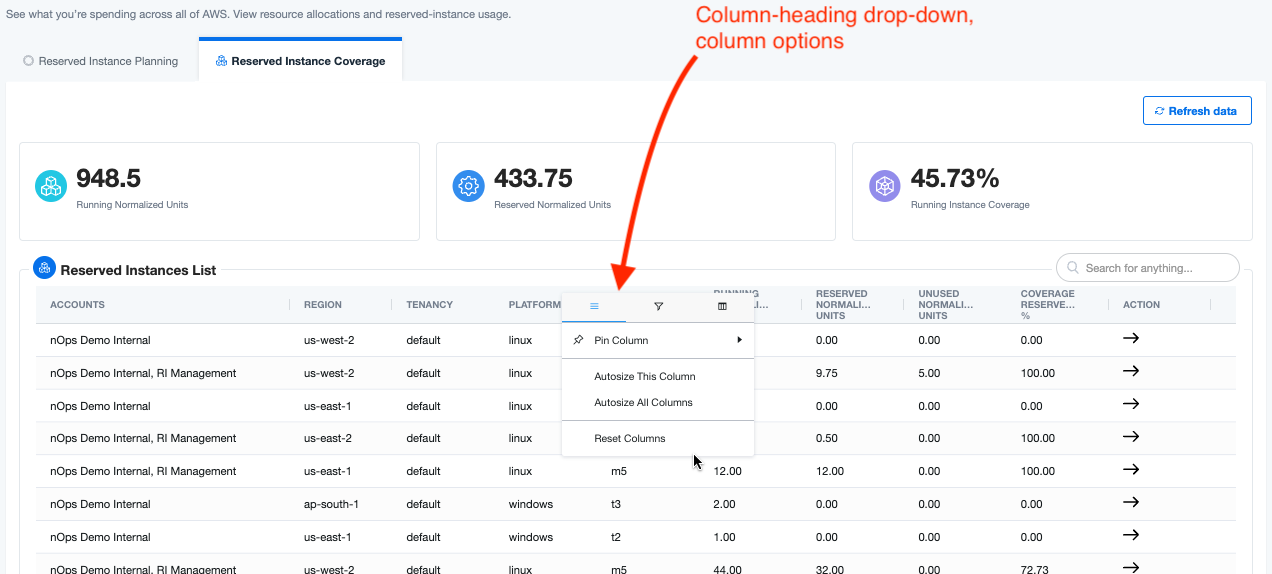 See what you're spending across all of AWS. View resource allocations and reserved-instance usage.
Column-heading drop-down,
column options
Reserved Instance Planning
Reserved Instance Coverage
Refresh data
948.5
Running Normalized Units
433.75
Reserved Normalized Units
45.73%
Running Instance Coverage
Reserved Instances List
Search for anything...
ACCOUNTS REGION TENANCY PLATFORM RESERVED NORMALI... UNITS UNUSED NORMALI... UNITS COVERAGE RESERVE... % ACTION
Pin Column
Autosize This Column
Autosize All Columns
Reset Columns
nOps Demo Internal us-west-2 default linux 0.00 0.00 0.00
nOps Demo Internal, RI Management us-west-2 default linux 9.75 5.00 100.00
nOps Demo Internal us-east-1 default linux 0.00 0.00 0.00
nOps Demo Internal us-east-2 default linux 0.50 0.00 100.00
nOps Demo Internal, RI Management us-east-1 default linux m5 12.00 12.00 0.00 100.00
nOps Demo Internal ap-south-1 default windows t3 2.00 0.00 0.00 0.00
nOps Demo Internal us-east-1 default windows t2 1.00 0.00 0.00 0.00
nOps Demo Internal, RI Management us-west-2 default linux m5 44.00 32.00 0.00 72.73